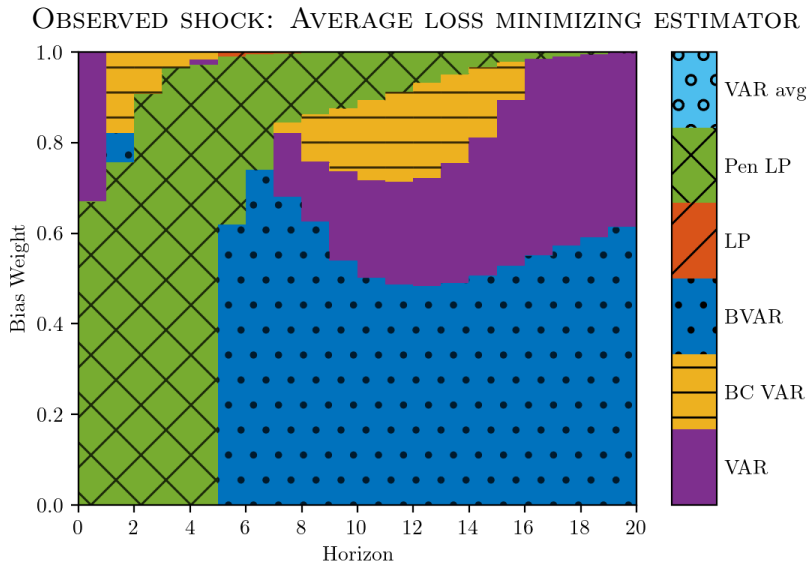 Observed shock: Average loss minimizing estimator
1.0
0.8
0.6
0.4
0.2
0.0
Bias Weight
0 2 4 6 8 10 12 14 16 18 20
Horizon
VAR avg
Pen LP
LP
BVAR
BC VAR
VAR